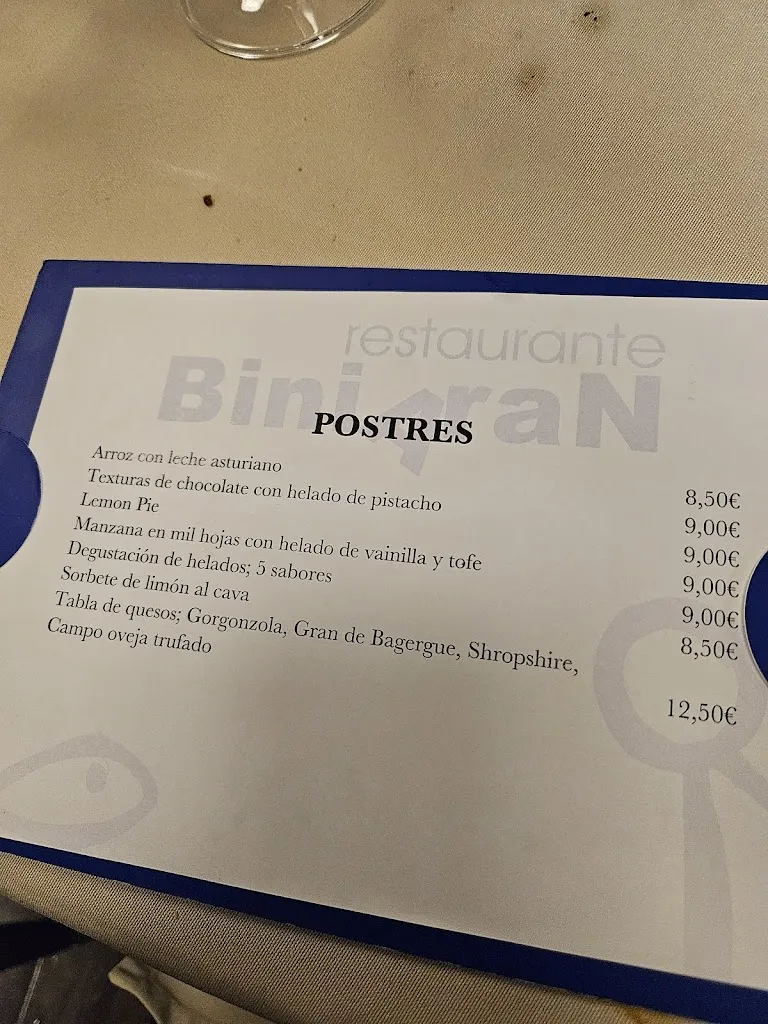 restaurante
BinigraN
POSTRES
Arroz con leche asturiano 8,50€
Texturas de chocolate con helado de pistacho 9,00€
Lemon Pie 9,00€
Manzana en mil hojas con helado de vainilla y tofe 9,00€
Degustación de helados; 5 sabores 9,00€
Sorbete de limón al cava 8,50€
Tabla de quesos; Gorgonzola, Gran de Bagergue, Shropshire,
Campo oveja trufado 12,50€